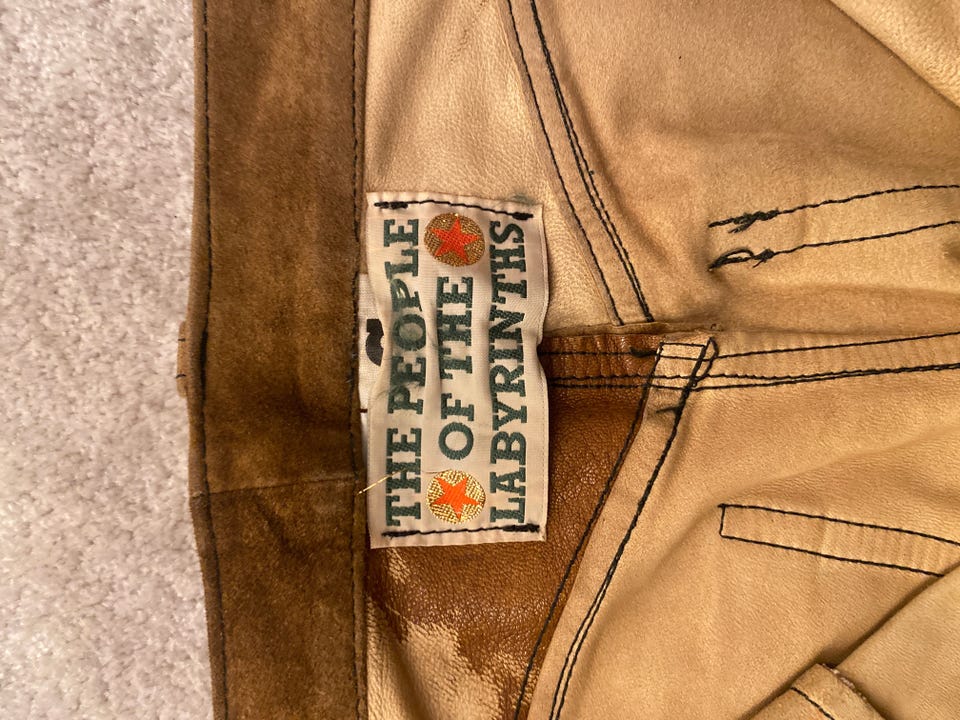 THE PEOPLE
OF THE
LABYRINTHS